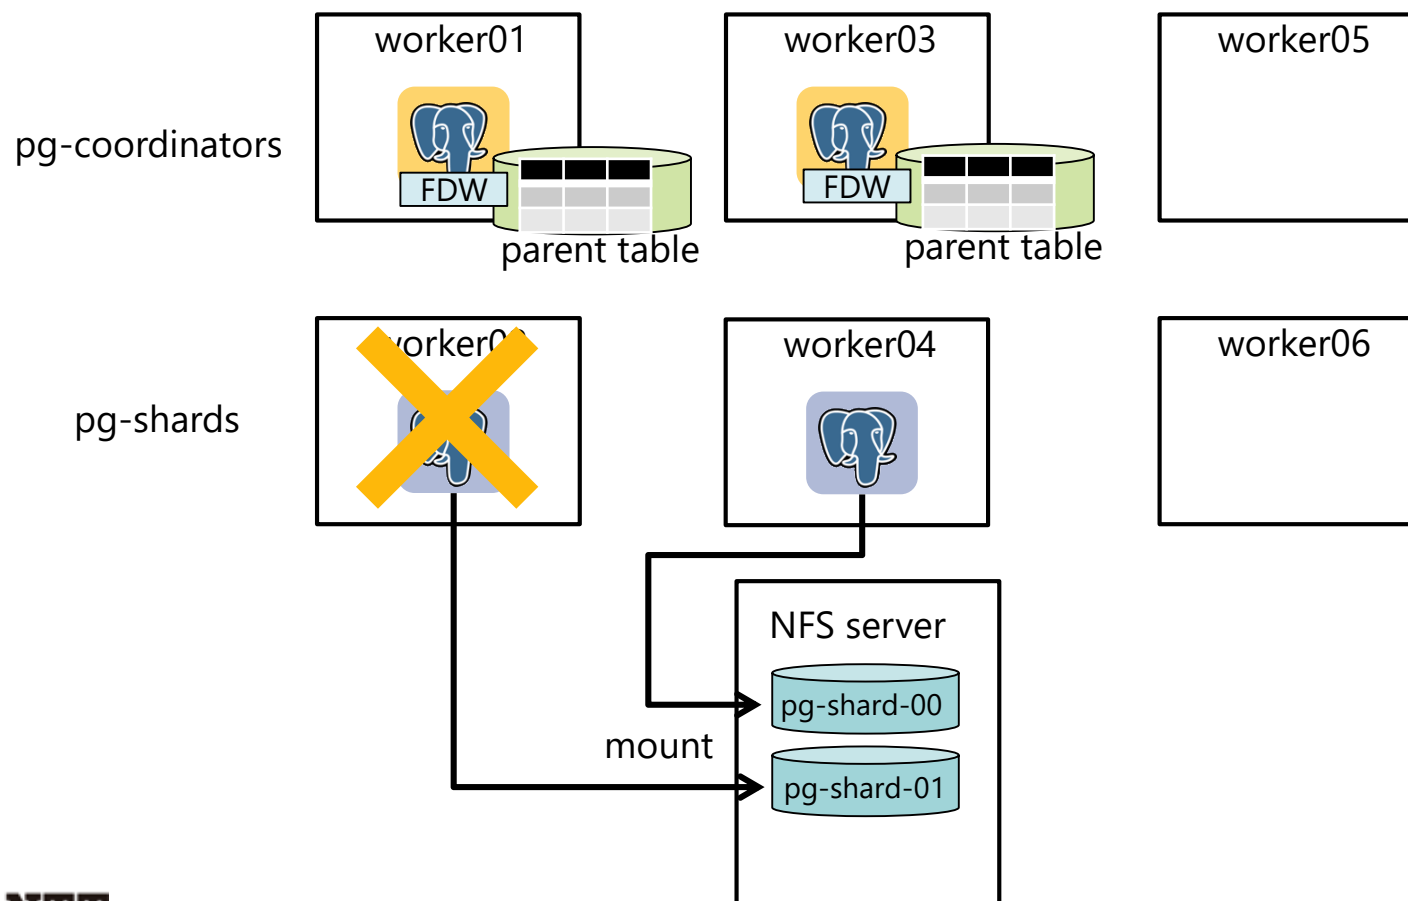 worker01
worker03
worker05
pg-coordinators
FDW
FDW
parent table
parent table
worker04
worker06
pg-shards
NFS server
pg-shard-00
mount
pg-shard-01